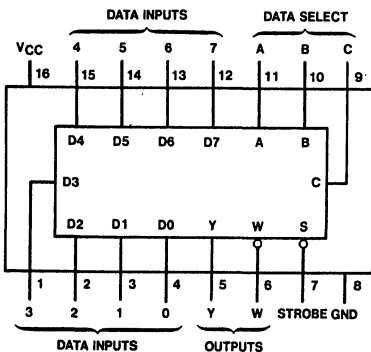 DATA INPUTS DATA SELECT
VCC 4 5 6 7 A B C
16 15 14 13 12 11 10 9
D4 D5 D6 D7 A B
D3 C
D2 D1 D0 Y W S
1 2 3 4 5 6 7 8
3 2 1 0 Y W STROBE GND
DATA INPUTS OUTPUTS